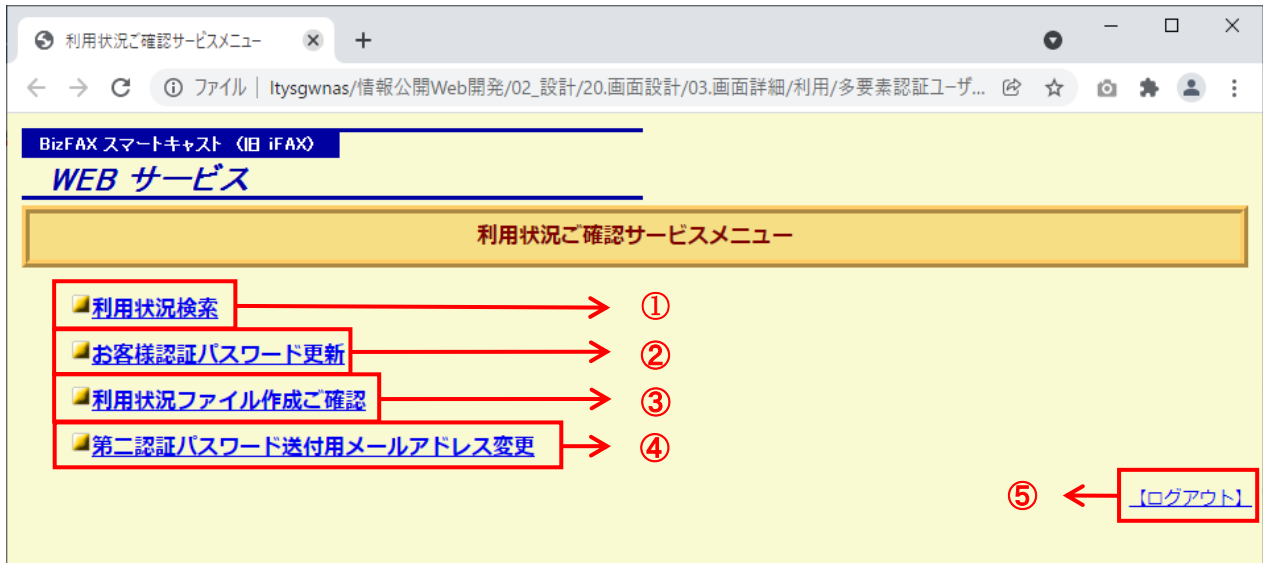 利用状況ご確認サービスメニュー
ファイル | ltysgwnas/情報公開Web開発/02_設計/20.画面設計/03.画面詳細/利用/多要素認証ユーザ...
BizFAX スマートキャスト（旧 iFAX）
WEB サービス
利用状況ご確認サービスメニュー
利用状況検索 ①
お客様認証パスワード更新 ②
利用状況ファイル作成ご確認 ③
第二認証パスワード送付用メールアドレス変更 ④
⑤ 【ログアウト】